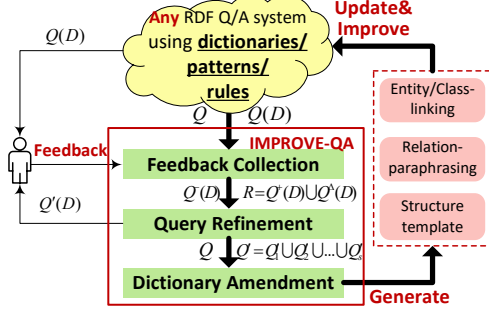 Any RDF Q/A system
using dictionaries/
patterns/
rules
Update&
Improve
Q(D)
Q Q(D)
Entity/Class-
linking
Relation-
paraphrasing
Structure
template
Feedback
IMPROVE-QA
Feedback Collection
Q⁻(D) R=Q⁺(D)∪Q^Δ(D)
Q'(D)
Query Refinement
Q Q'=Q'₁∪Q'₂∪...∪Q'ₛ
Dictionary Amendment
Generate